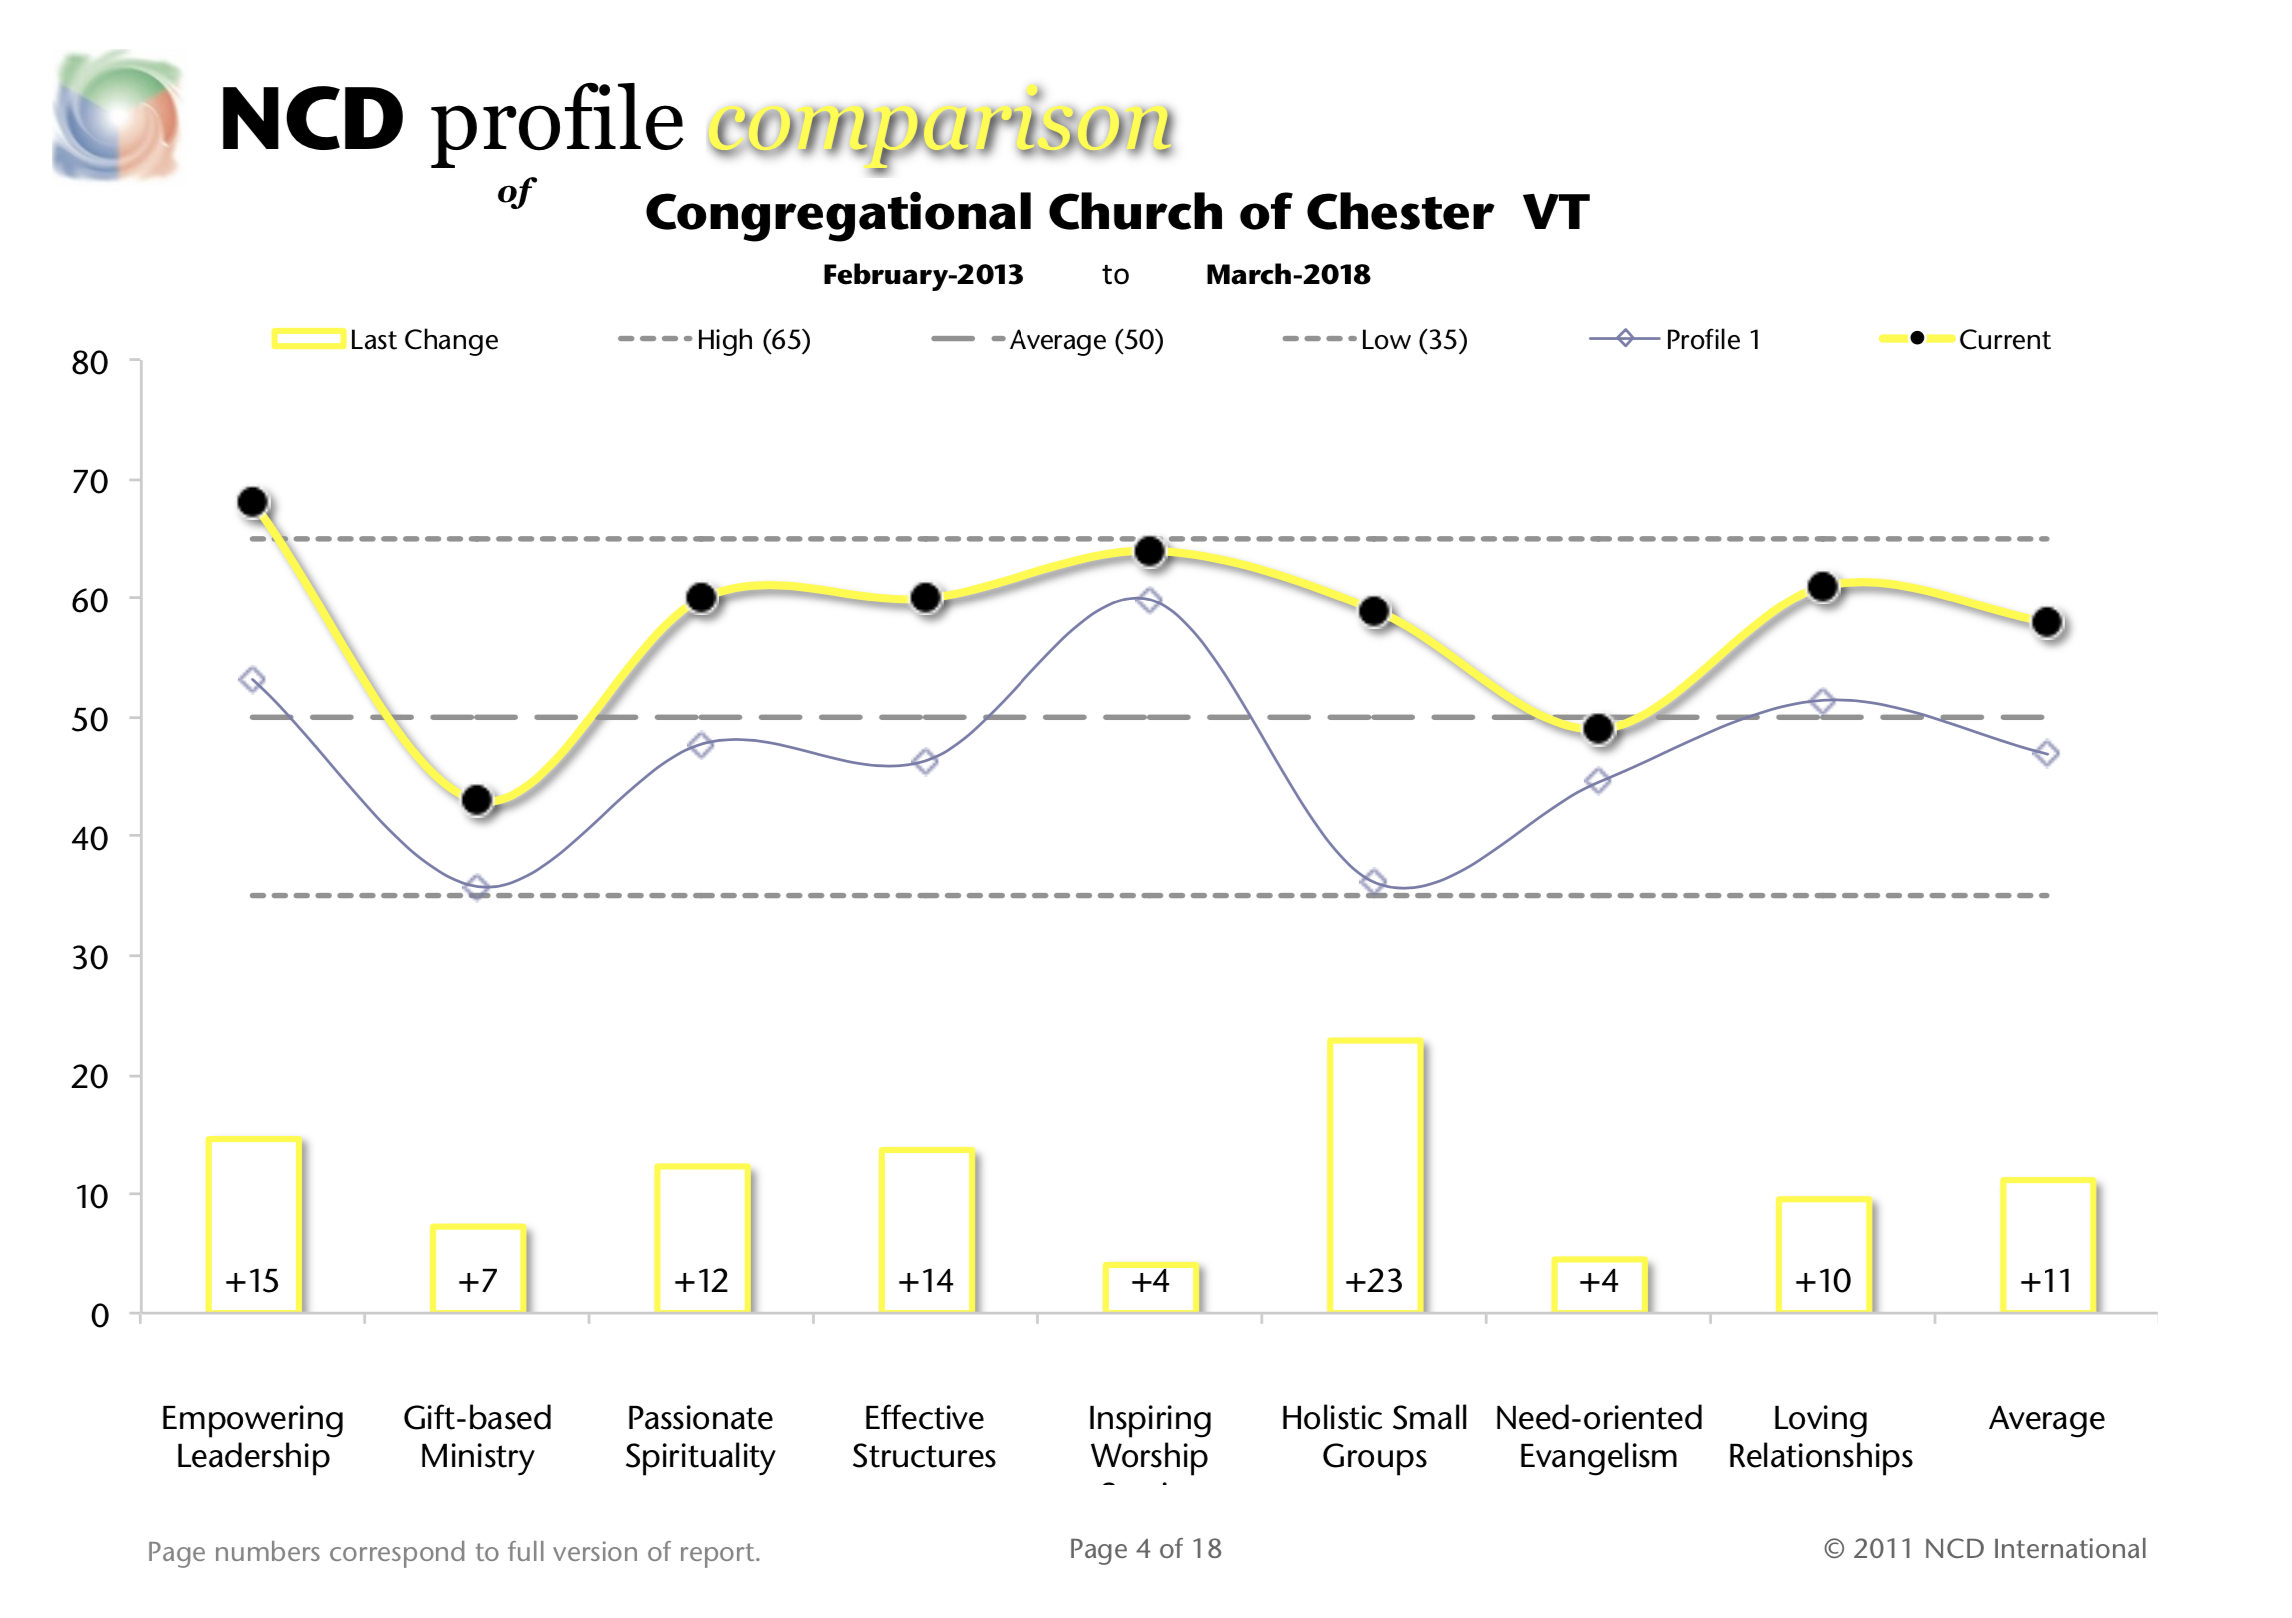 NCD profile comparison
of
Congregational Church of Chester VT
February-2013 to March-2018
Last Change High (65) Average (50) Low (35) Profile 1 Current
80
70
60
50
40
30
20
10
0
+15 +7 +12 +14 +4 +23 +4 +10 +11
Empowering Leadership
Gift-based Ministry
Passionate Spirituality
Effective Structures
Inspiring Worship
Holistic Small Groups
Need-oriented Evangelism
Loving Relationships
Average
Page numbers correspond to full version of report.
Page 4 of 18
© 2011 NCD International